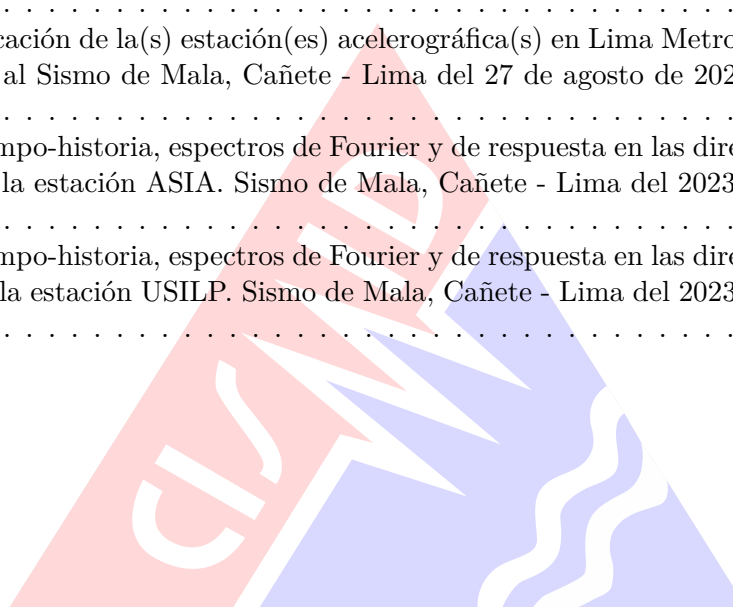 . . . . . . . . . . . . . . . . . . . . . . . . . . . . . . . . .
cación de la(s) estación(es) acelerográfica(s) en Lima Metro
al Sismo de Mala, Cañete - Lima del 27 de agosto de 202
. . . . . . . . . . . . . . . . . . . . . . . . . . . . . . . . .
mpo-historia, espectros de Fourier y de respuesta en las dire
la estación ASIA. Sismo de Mala, Cañete - Lima del 2023
. . . . . . . . . . . . . . . . . . . . . . . . . . . . . . . . .
mpo-historia, espectros de Fourier y de respuesta en las dire
la estación USILP. Sismo de Mala, Cañete - Lima del 2023
. . . . . . . . . . . . . . . . . . . . . . . . . . . . . . . . .
CISMID